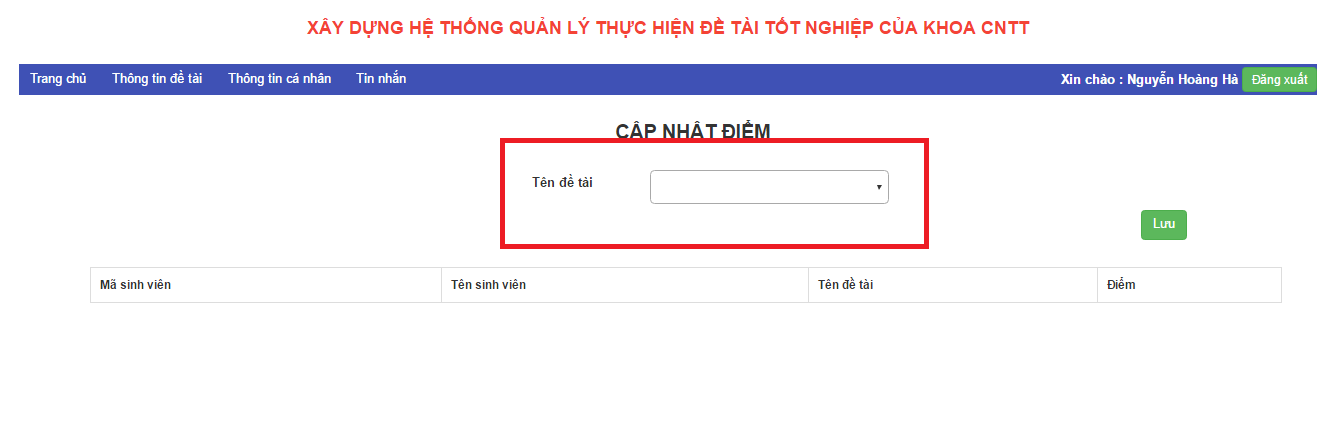 XÂY DỰNG HỆ THỐNG QUẢN LÝ THỰC HIỆN ĐỀ TÀI TỐT NGHIỆP CỦA KHOA CNTT
Trang chủ Thông tin đề tài Thông tin cá nhân Tin nhắn Xin chào : Nguyễn Hoàng Hà Đăng xuất
CẬP NHẬT ĐIỂM
Tên đề tài
Lưu
Mã sinh viên Tên sinh viên Tên đề tài Điểm